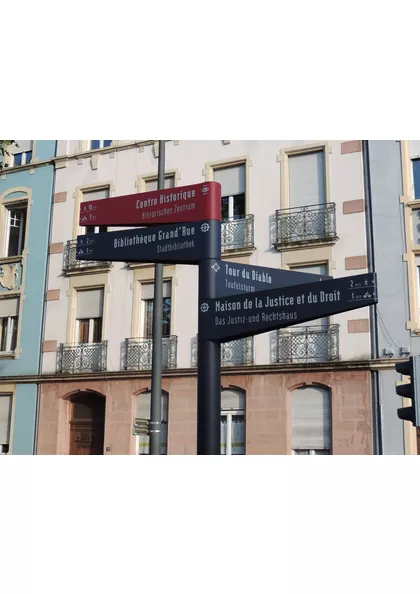 Centre Historique
Historisches Zentrum
Bibliothèque Grand'Rue
Stadtbibliothek
Tour du Diable
Teufelsturm
Maison de la Justice et du Droit
Das Justiz-und Rechtshaus